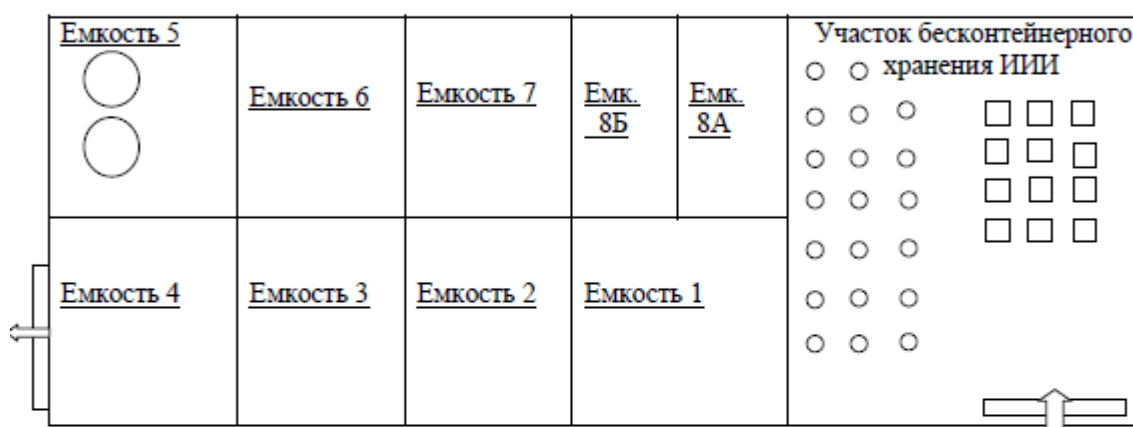 Емкость 5
Емкость 6
Емкость 7
Емк.
8Б
Емк.
8А
Участок бесконтейнерного
хранения ИИИ
Емкость 4
Емкость 3
Емкость 2
Емкость 1